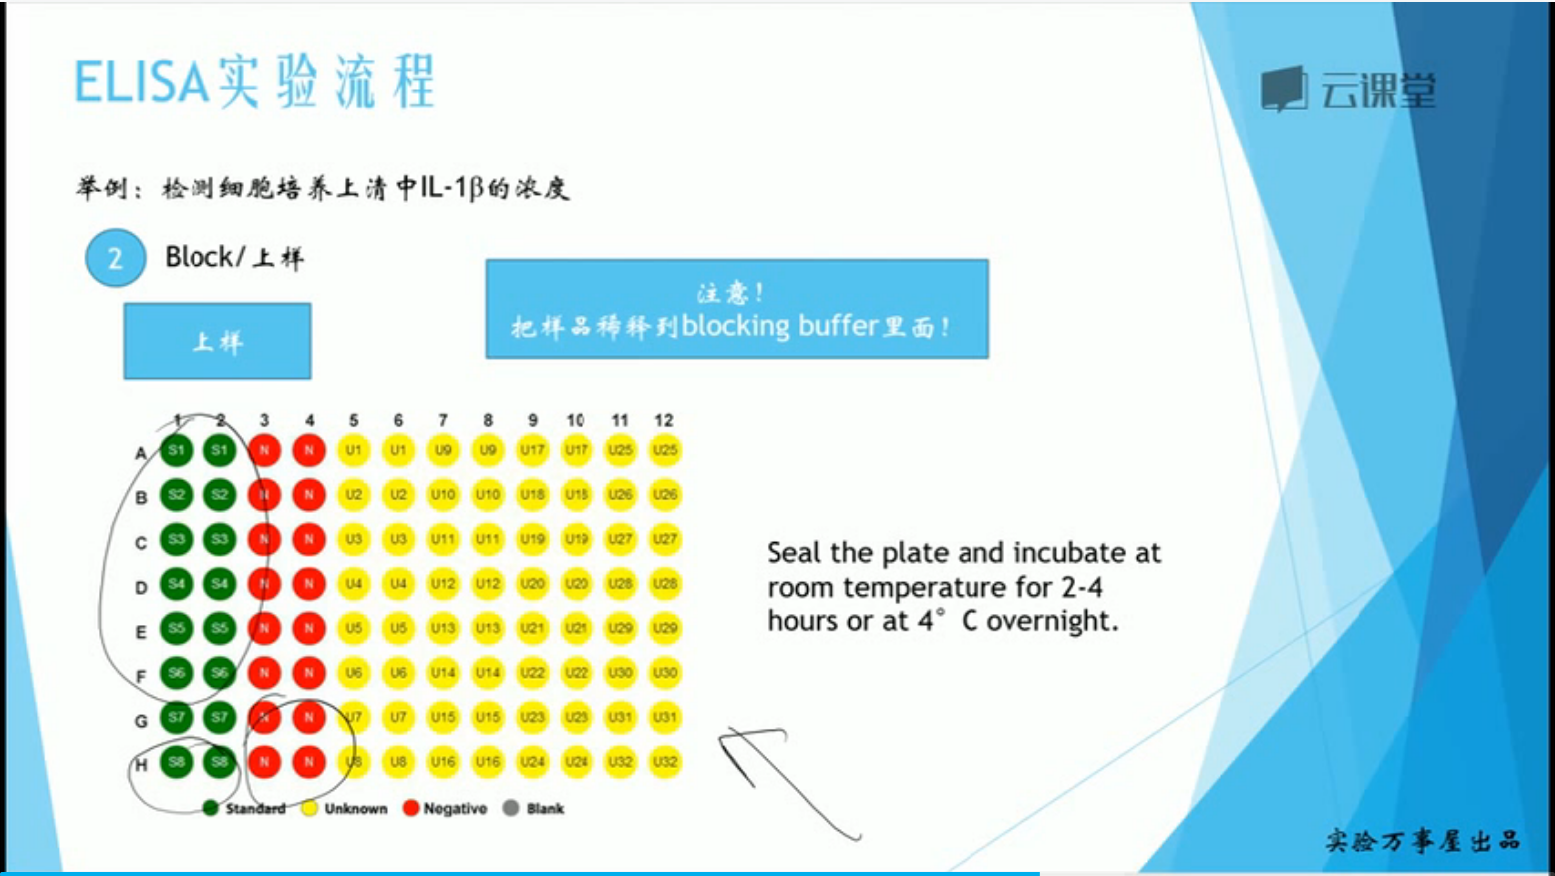 ELISA实验流程
云课堂
举例：检测细胞培养上清中IL-1β的浓度
2 Block/上样
上样
注意！
把样品稀释到blocking buffer里面！
1 2 3 4 5 6 7 8 9 10 11 12
A S1 S1 N N U1 U1 U9 U9 U17 U17 U25 U25
B S2 S2 N N U2 U2 U10 U10 U18 U18 U26 U26
C S3 S3 N N U3 U3 U11 U11 U19 U19 U27 U27
D S4 S4 N N U4 U4 U12 U12 U20 U20 U28 U28
E S5 S5 N N U5 U5 U13 U13 U21 U21 U29 U29
F S6 S6 N N U6 U6 U14 U14 U22 U22 U30 U30
G S7 S7 N N U7 U7 U15 U15 U23 U23 U31 U31
H S8 S8 N N U8 U8 U16 U16 U24 U24 U32 U32
Standard Unknown Negative Blank
Seal the plate and incubate at
room temperature for 2-4
hours or at 4° C overnight.
实验万事屋出品